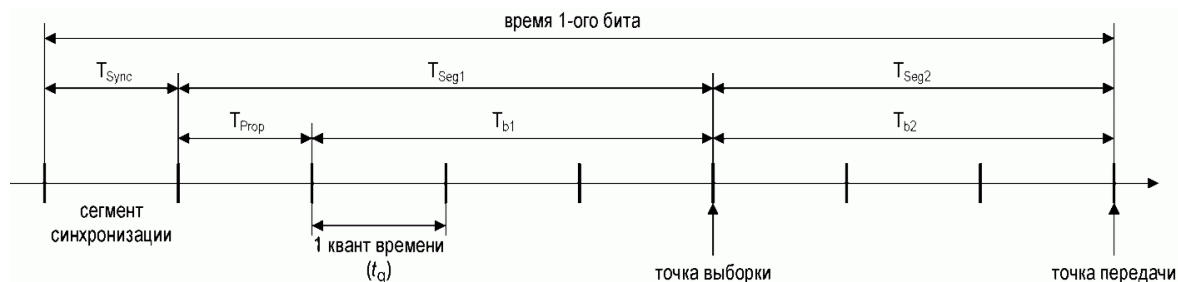 время 1-ого бита
TSync TSeg1 TSeg2
TProp Tb1 Tb2
сегмент
синхронизации
1 квант времени
(tq)
точка выборки точка передачи